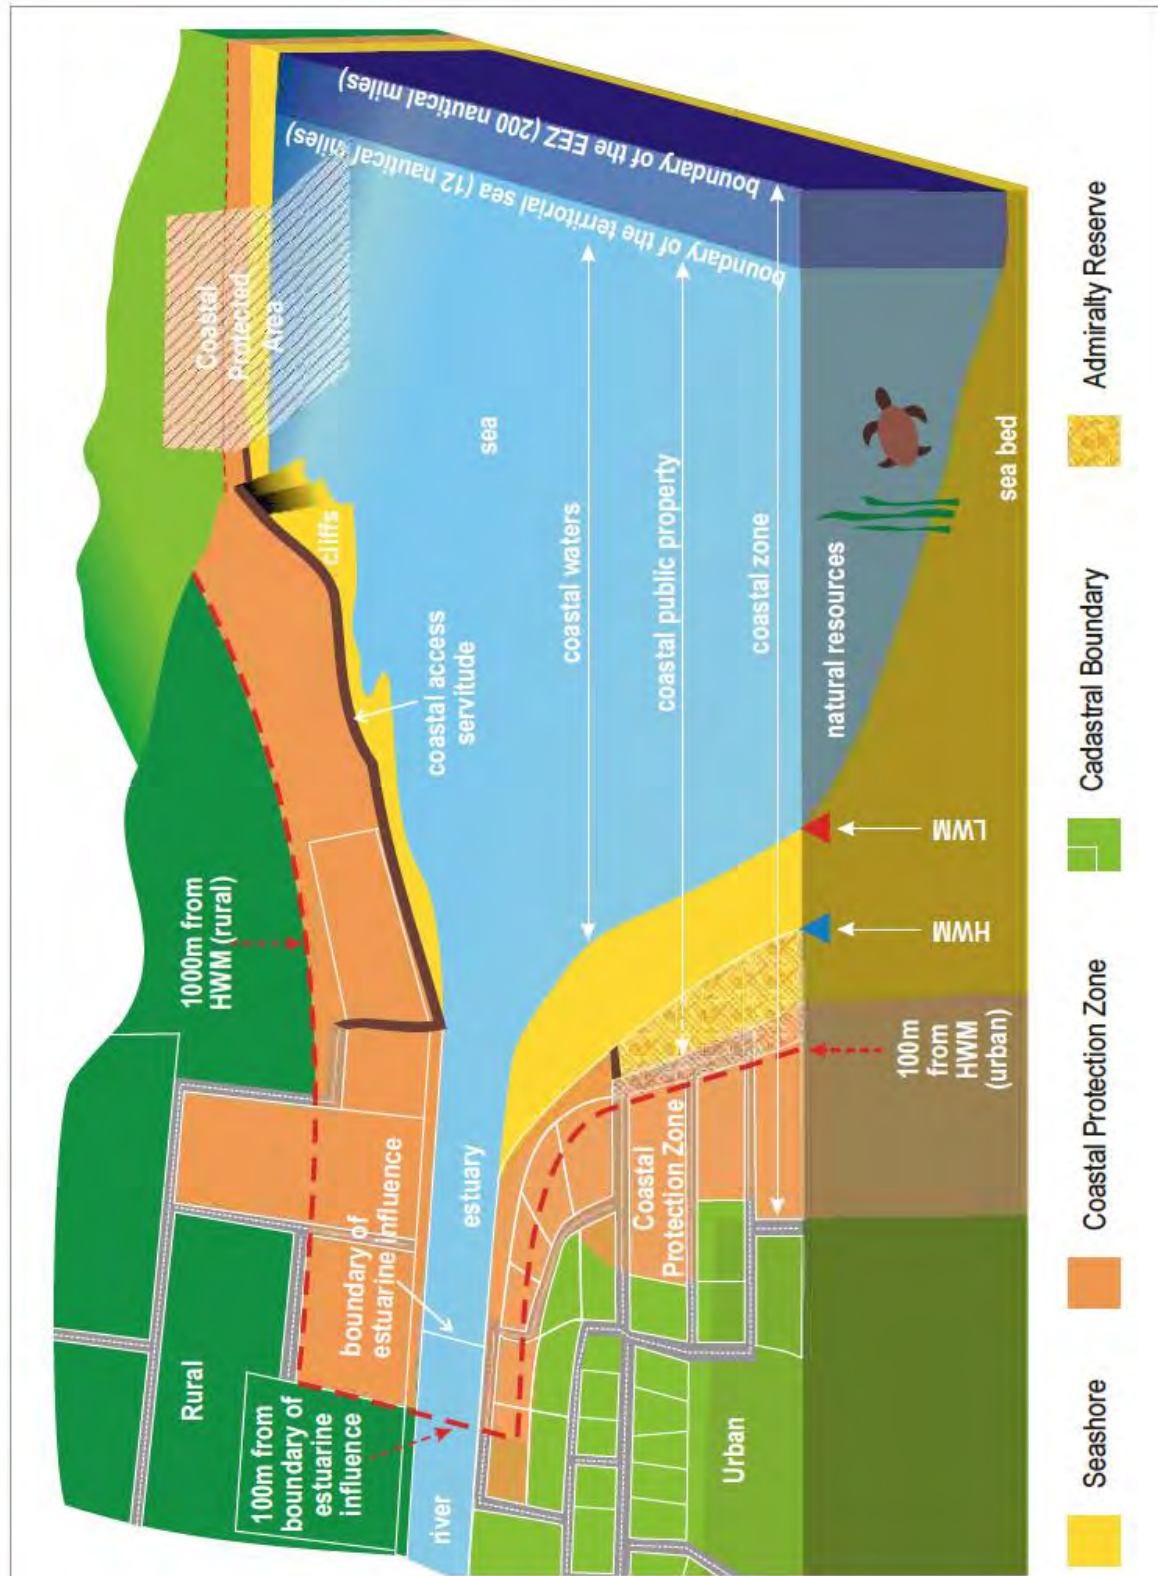 Rural
100m from
boundary of
estuarine
influence
river
boundary of
estuarine influence
estuary
1000m from
HWM (rural)
coastal access
servitude
cliffs
Coastal
Protected
Area
sea
boundary of the territorial sea (12 nautical miles)
boundary of the EEZ (200 nautical miles)
coastal waters
coastal public property
coastal zone
Coastal
Protection Zone
Urban
natural resources
sea bed
LWM
HWM
100m
from
HWM
(urban)
Seashore
Coastal Protection Zone
Cadastral Boundary
Admiralty Reserve